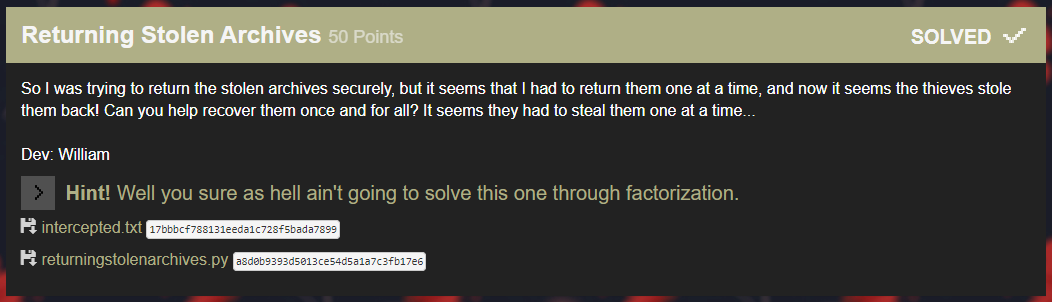 Returning Stolen Archives 50 Points SOLVED
So I was trying to return the stolen archives securely, but it seems that I had to return them one at a time, and now it seems the thieves stole
them back! Can you help recover them once and for all? It seems they had to steal them one at a time...
Dev: William
Hint! Well you sure as hell ain't going to solve this one through factorization.
intercepted.txt 17bbbcf788131eeda1c728f5bada7899
returningstolenarchives.py a8d0b9393d5013ce54d5a1a7c3fb17e6